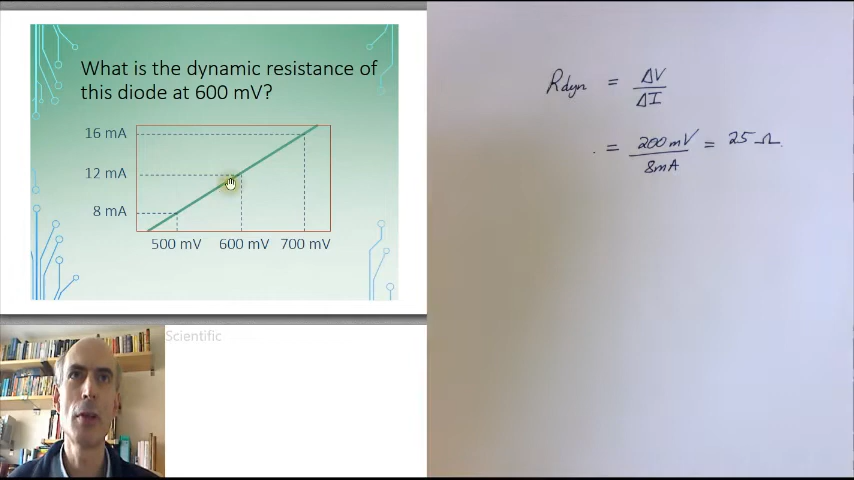 What is the dynamic resistance of
this diode at 600 mV?
16 mA
12 mA
8 mA
500 mV 600 mV 700 mV
Scientific
Rdyn = ΔV
ΔI
= 200mV = 25 Ω
8mA